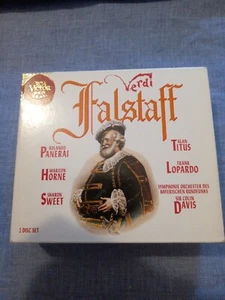 Verdi
Falstaff
ROLANDO
PANERAI
MARILYN
HORNE
SHARON
SWEET
ALAN
TITUS
FRANK
LOPARDO
SYMPHONIE ORCHESTER DES
BAYERISCHEN RUNDFUNKS
SIR COLIN
DAVIS
2 DISC SET